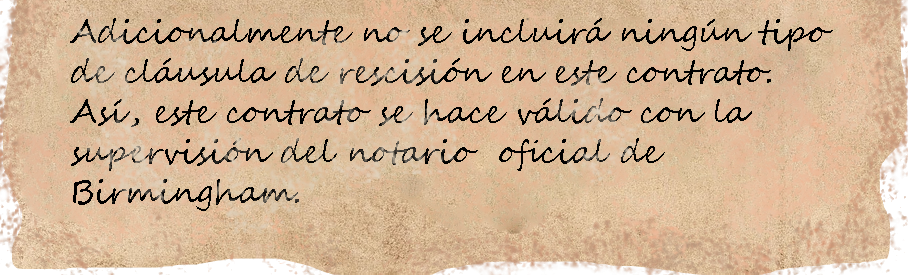 Adicionalmente no se incluirá ningún tipo
de cláusula de rescisión en este contrato.
Así, este contrato se hace válido con la
supervisión del notario oficial de
Birmingham.